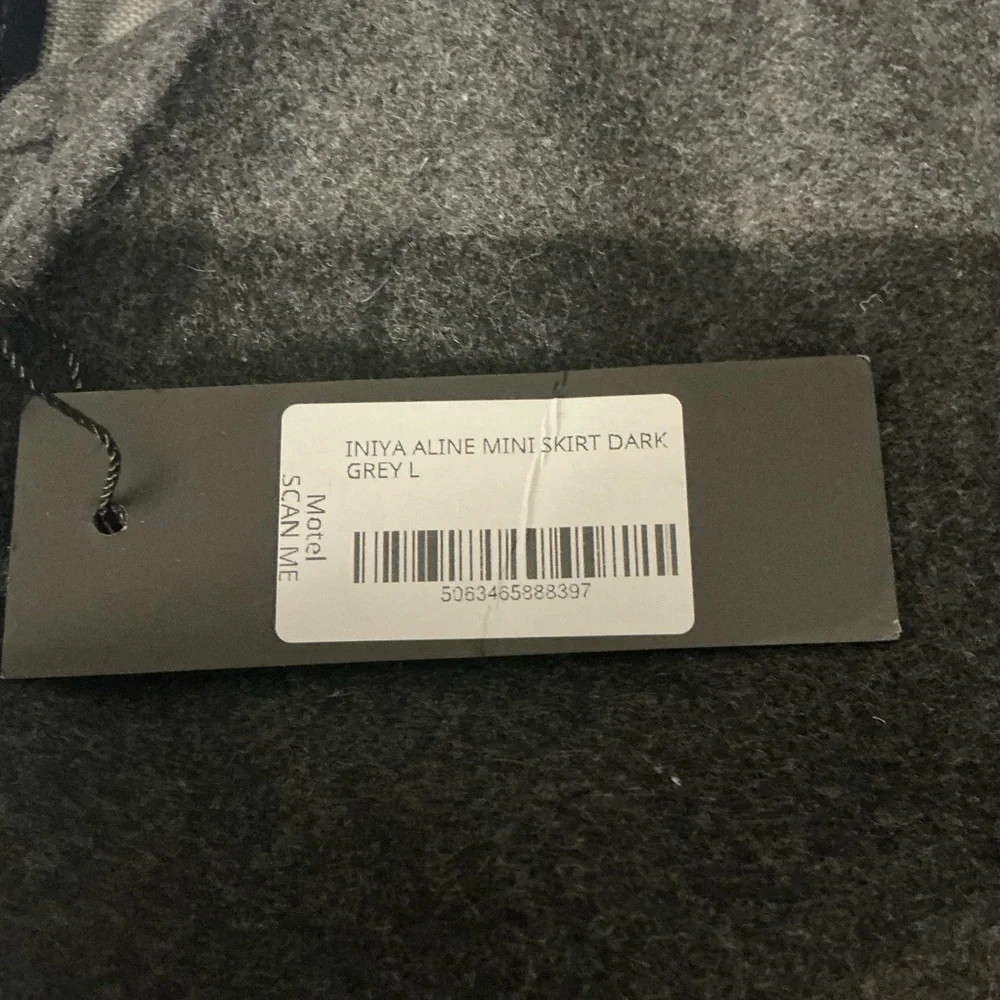 INIYA ALINE MINI SKIRT DARK
GREY L
Motel
SCAN ME
5063465888397